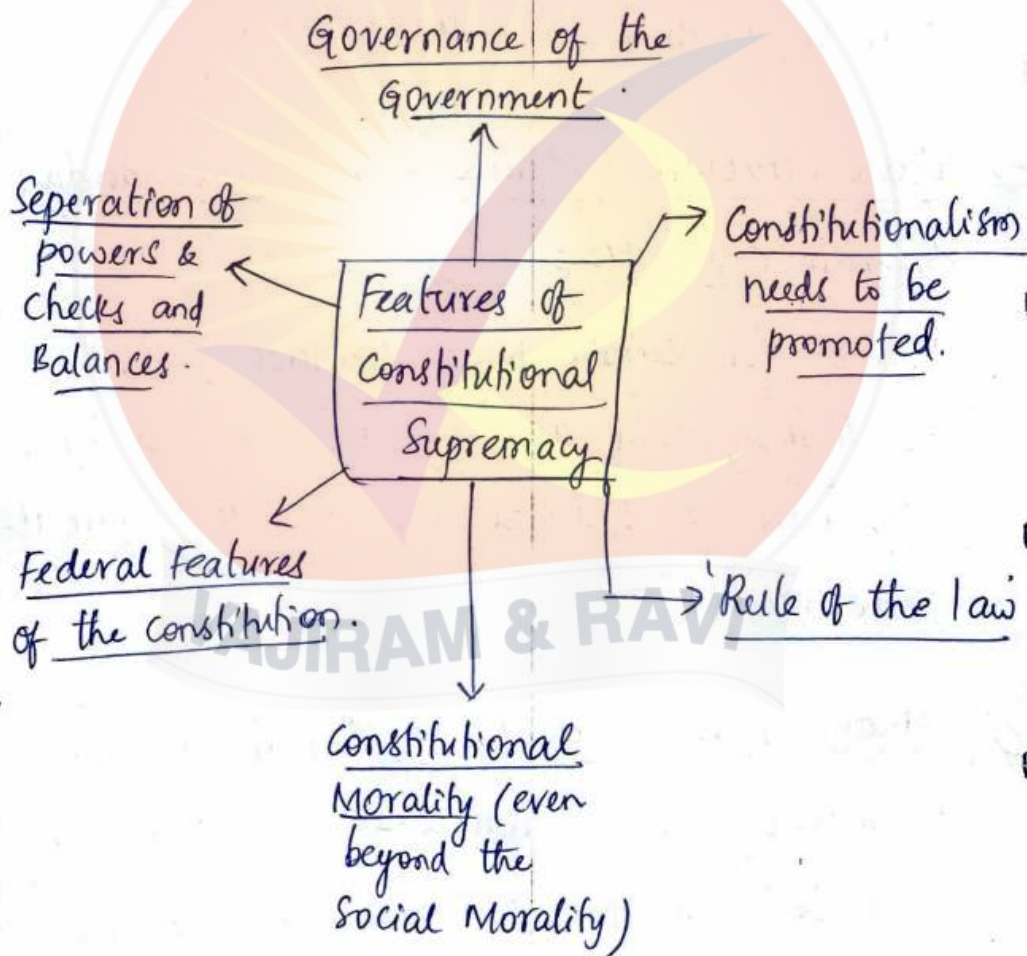 Governance of the
Government.
Seperation of
powers &
checks and
Balances.
Constitutionalism
needs to be
promoted.
Features of
Constitutional
Supremacy
Federal Features
of the constitution.
'Rule of the law'
VAJIRAM & RAVI
Constitutional
Morality (even
beyond the
Social Morality)